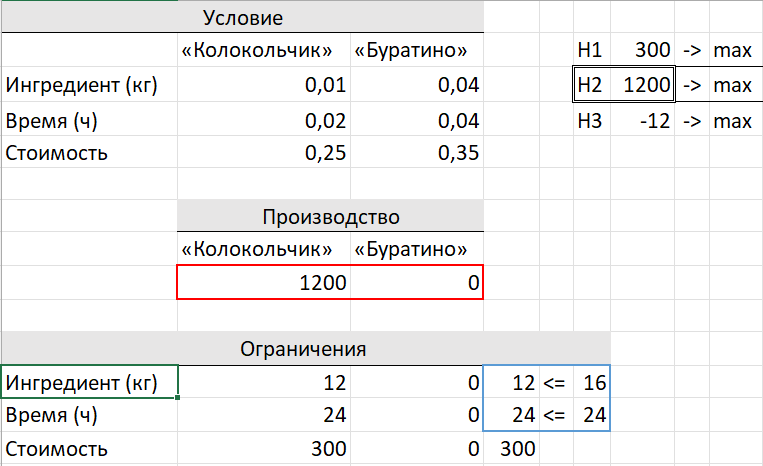 Условие
«Колокольчик» «Буратино» H1 300 -> max
Ингредиент (кг) 0,01 0,04 H2 1200 -> max
Время (ч) 0,02 0,04 H3 -12 -> max
Стоимость 0,25 0,35
Производство
«Колокольчик» «Буратино»
1200 0
Ограничения
Ингредиент (кг) 12 0 12 <= 16
Время (ч) 24 0 24 <= 24
Стоимость 300 0 300